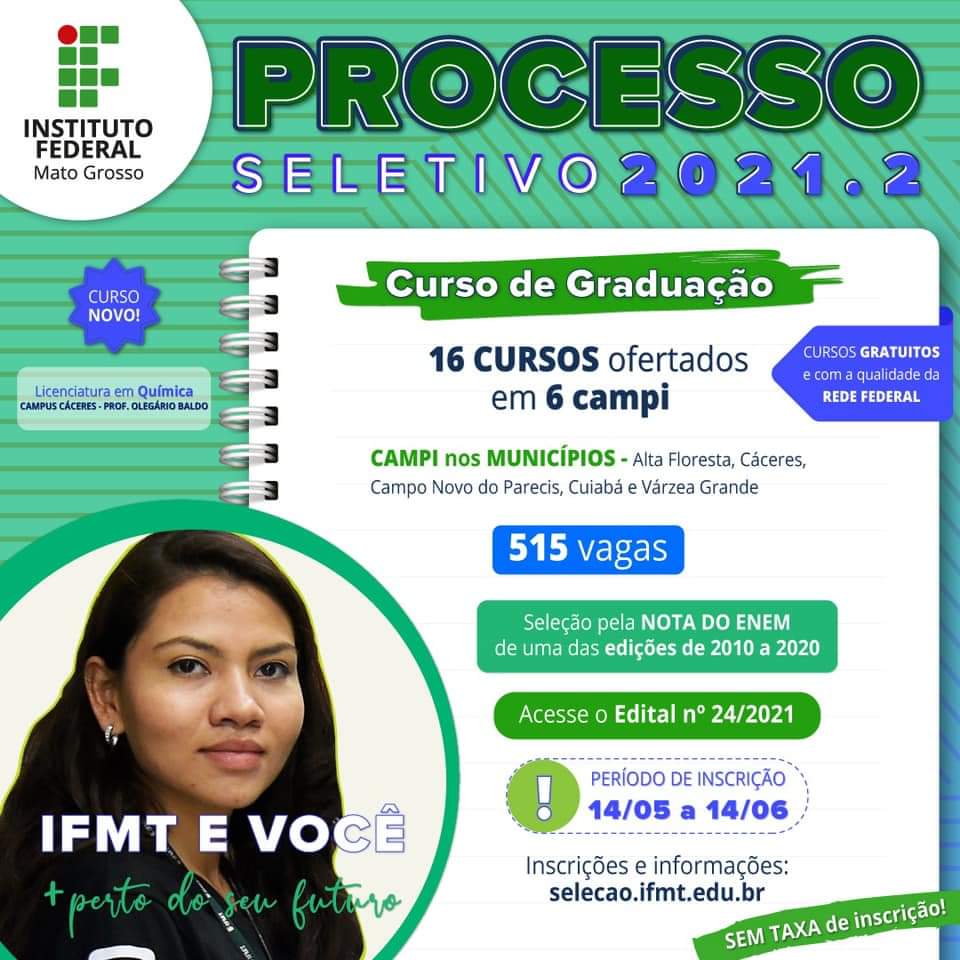 INSTITUTO
FEDERAL
Mato Grosso
PROCESSO
SELETIVO 2021.2
CURSO
NOVO!
Licenciatura em Química
CAMPUS CÁCERES - PROF. OLEGÁRIO BALDO
Curso de Graduação
16 CURSOS ofertados
em 6 campi
CURSOS GRATUITOS
e com a qualidade da
REDE FEDERAL
CAMPI nos MUNICÍPIOS - Alta Floresta, Cáceres,
Campo Novo do Parecis, Cuiabá e Várzea Grande
515 vagas
Seleção pela NOTA DO ENEM
de uma das edições de 2010 a 2020
Acesse o Edital nº 24/2021
!
PERÍODO DE INSCRIÇÃO
14/05 a 14/06
Inscrições e informações:
selecao.ifmt.edu.br
SEM TAXA de inscrição!
IFMT E VOCÊ
+ perto do seu futuro